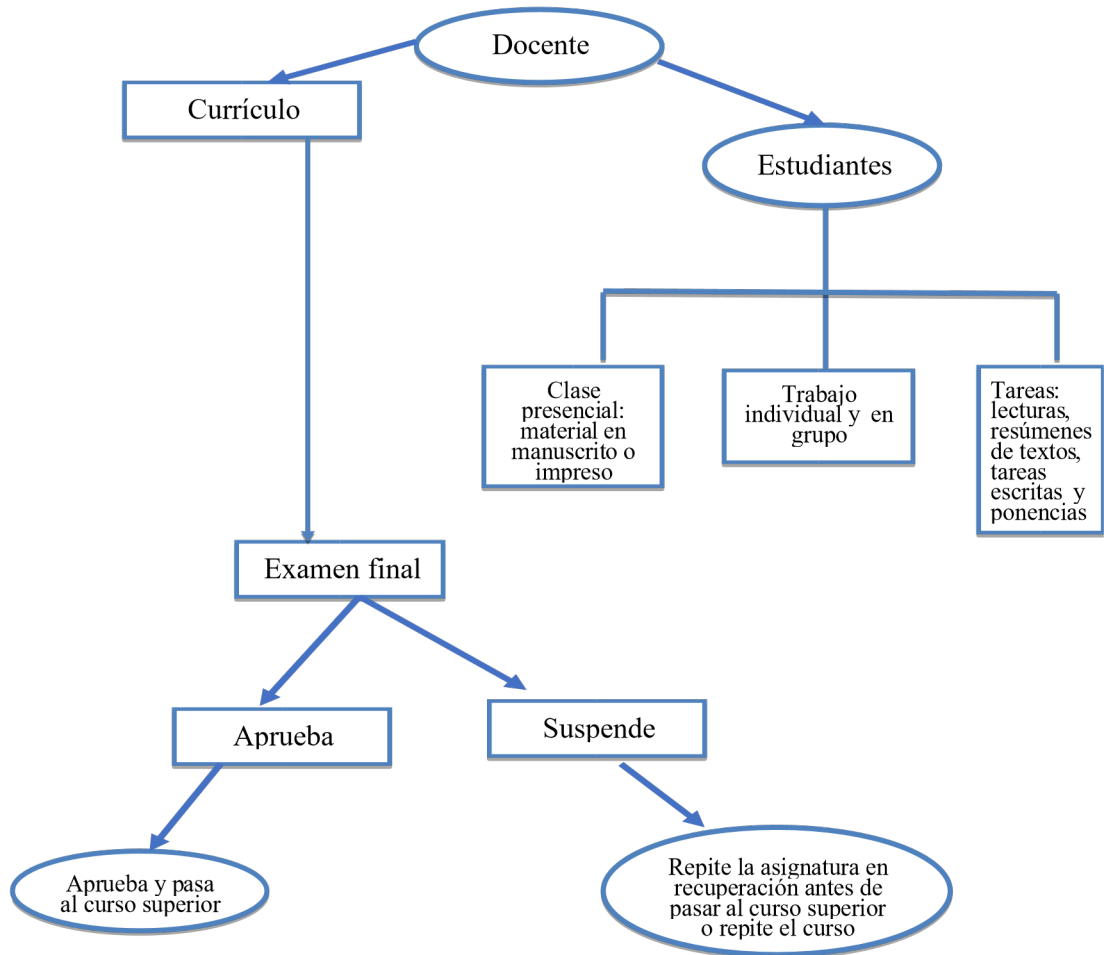 Docente
Currículo
Estudiantes
Clase
presencial:
material en
manuscrito o
impreso
Trabajo
individual y en
grupo
Tareas:
lecturas,
resúmenes
de textos,
tareas
escritas y
ponencias
Examen final
Aprueba
Suspende
Aprueba y pasa
al curso superior
Repite la asignatura en
recuperación antes de
pasar al curso superior
o repite el curso